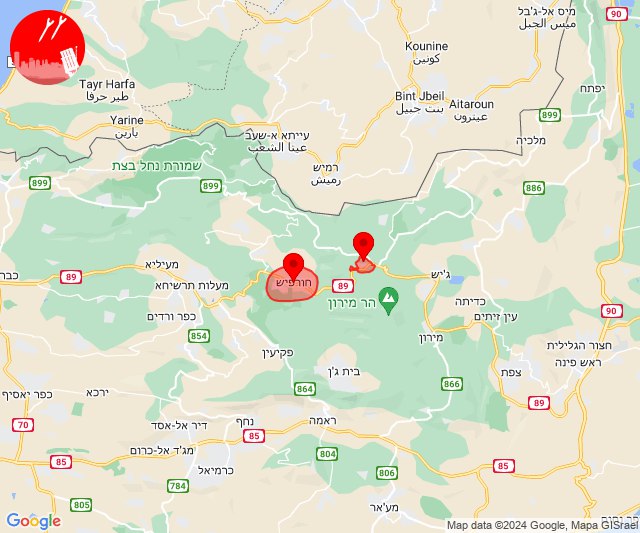 מיס אל-ג'בל
ميس الجبل
90
Kounine
كونين
Tayr Harfa
طير حرفا
Bint Jbeil
بنت جبيل
Aitaroun
عيترون
יפתח
899
Yarine
يارين
עייתא א-שעב
عيتا الشعب
מלכיה
שמורת נחל בצת
רמיש
رميش
899
899
886
כברי
89
מעיליא
מעלות תרשיחא
חורפיש
89
ג'יש
הר מירון
כדיתה
עין זיתים
90
כפר ורדים
854
מירון
חצור הגלילית
ראש פינה
פקיעין
בית ג'ן
צפת
864
866
89
כפר יאסיף
ירכא
70
דיר אל-אסד
נחף
ראמה
85
85
מג'ד אל-כרום
כרמיאל
804
806
85
784
805
מע'אר
Google
Map data ©2024 Google, Mapa GISrael